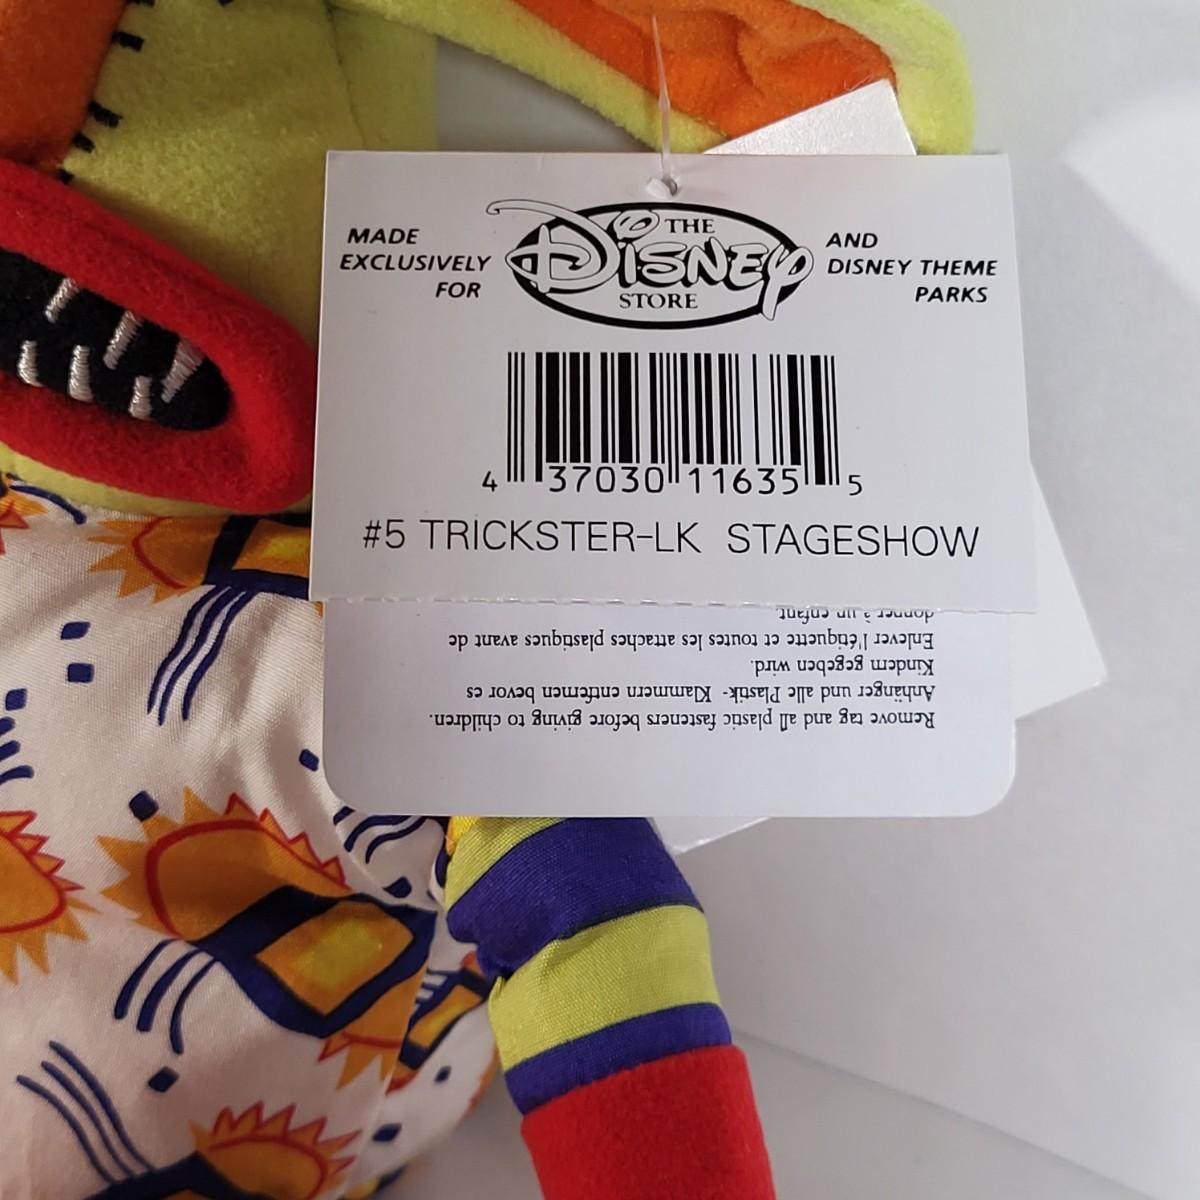 MADE
EXCLUSIVELY
FOR
THE
DISNEY
STORE
AND
DISNEY THEME
PARKS
4 37030 11635 5
#5 TRICKSTER-LK STAGESHOW
Remove tag and all plastic fasteners before giving to children.
Anhänger und alle Plastik- Klammern entfernen bevor es
Kindern gegeben wird.
Enlever l'étiquette et toutes les attaches plastiques avant de
donner à un enfant